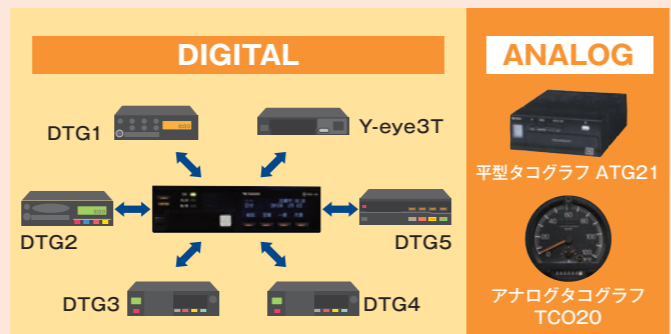 DIGITAL
ANALOG
DTG1
Y-eye3T
DTG2
DTG5
DTG3
DTG4
平型タコグラフ ATG21
アナログタコグラフ
TCO20